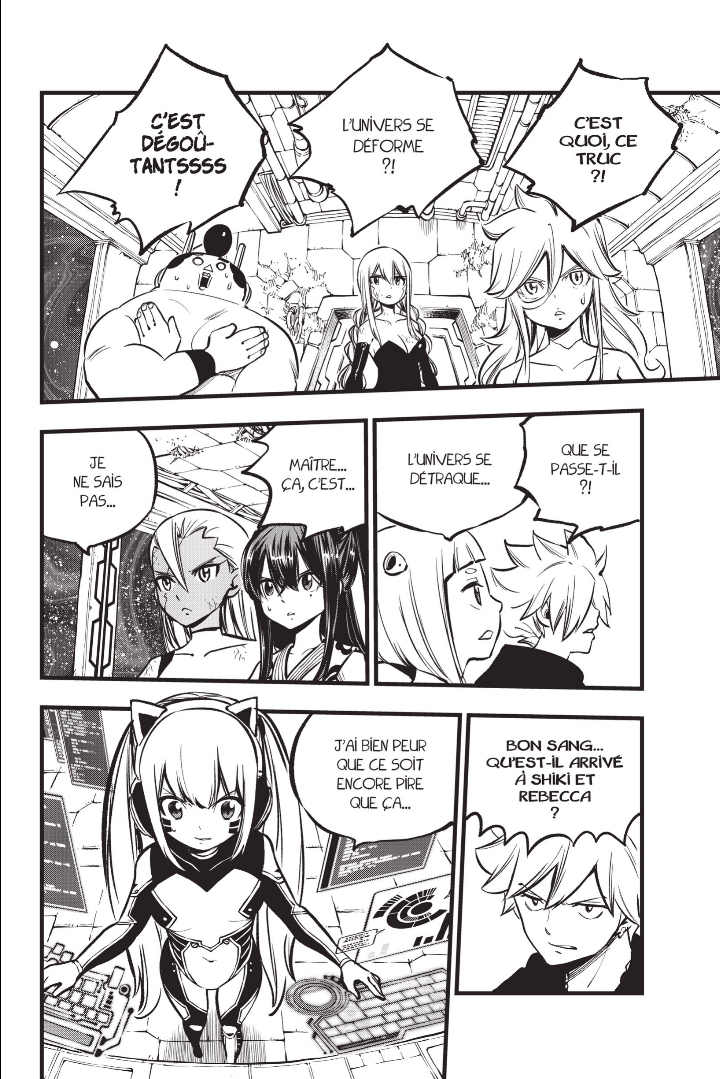 C'EST
QUOI, CE
TRUC
?!
L'UNIVERS SE
DÉFORME
?!
C'EST
DÉGOÛ-
TANTSSSS
!
QUE SE
PASSE-T-IL
?!
L'UNIVERS SE
DÉTRAQUE...
MAÎTRE...
ÇA, C'EST...
JE
NE SAIS
PAS...
BON SANG...
QU'EST-IL ARRIVÉ
À SHIKI ET
REBECCA
?
J'AI BIEN PEUR
QUE CE SOIT
ENCORE PIRE
QUE ÇA...